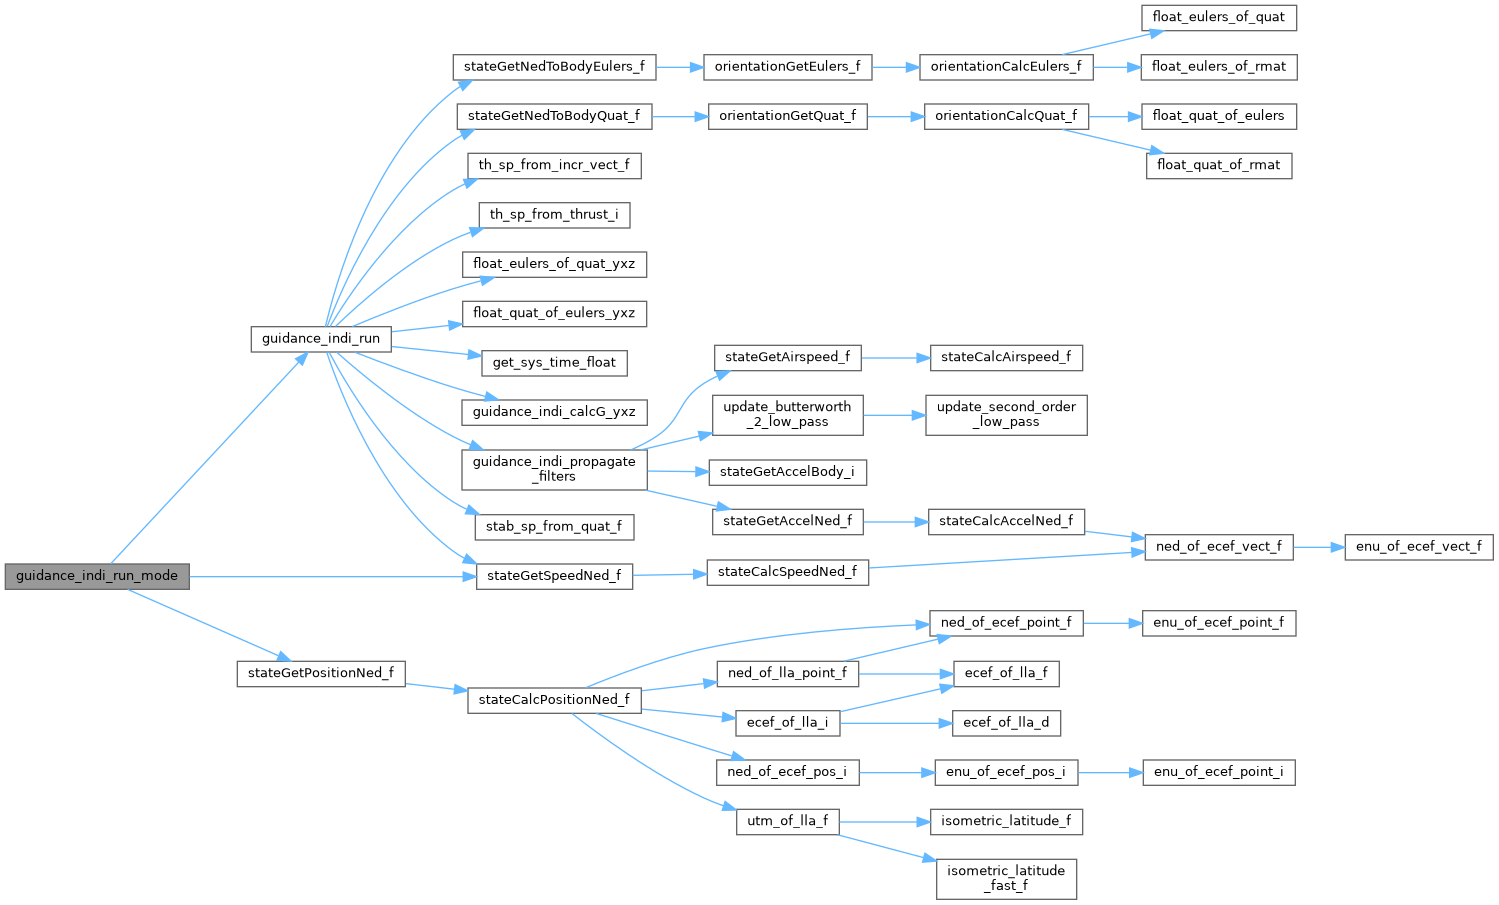 guidance_indi_run_mode
guidance_indi_run
stateGetNedToBodyEulers_f
orientationGetEulers_f
orientationCalcEulers_f
float_eulers_of_quat
float_eulers_of_rmat
stateGetNedToBodyQuat_f
orientationGetQuat_f
orientationCalcQuat_f
float_quat_of_eulers
float_quat_of_rmat
th_sp_from_incr_vect_f
th_sp_from_thrust_i
float_eulers_of_quat_yxz
float_quat_of_eulers_yxz
get_sys_time_float
guidance_indi_calcG_yxz
guidance_indi_propagate
_filters
stateGetAirspeed_f
stateCalcAirspeed_f
update_butterworth
_2_low_pass
update_second_order
_low_pass
stateGetAccelBody_i
stateGetAccelNed_f
stateCalcAccelNed_f
ned_of_ecef_vect_f
enu_of_ecef_vect_f
stab_sp_from_quat_f
stateGetSpeedNed_f
stateCalcSpeedNed_f
stateGetPositionNed_f
stateCalcPositionNed_f
ned_of_ecef_point_f
enu_of_ecef_point_f
ned_of_lla_point_f
ecef_of_lla_f
ecef_of_lla_i
ecef_of_lla_d
ned_of_ecef_pos_i
enu_of_ecef_pos_i
enu_of_ecef_point_i
utm_of_lla_f
isometric_latitude_f
isometric_latitude
_fast_f